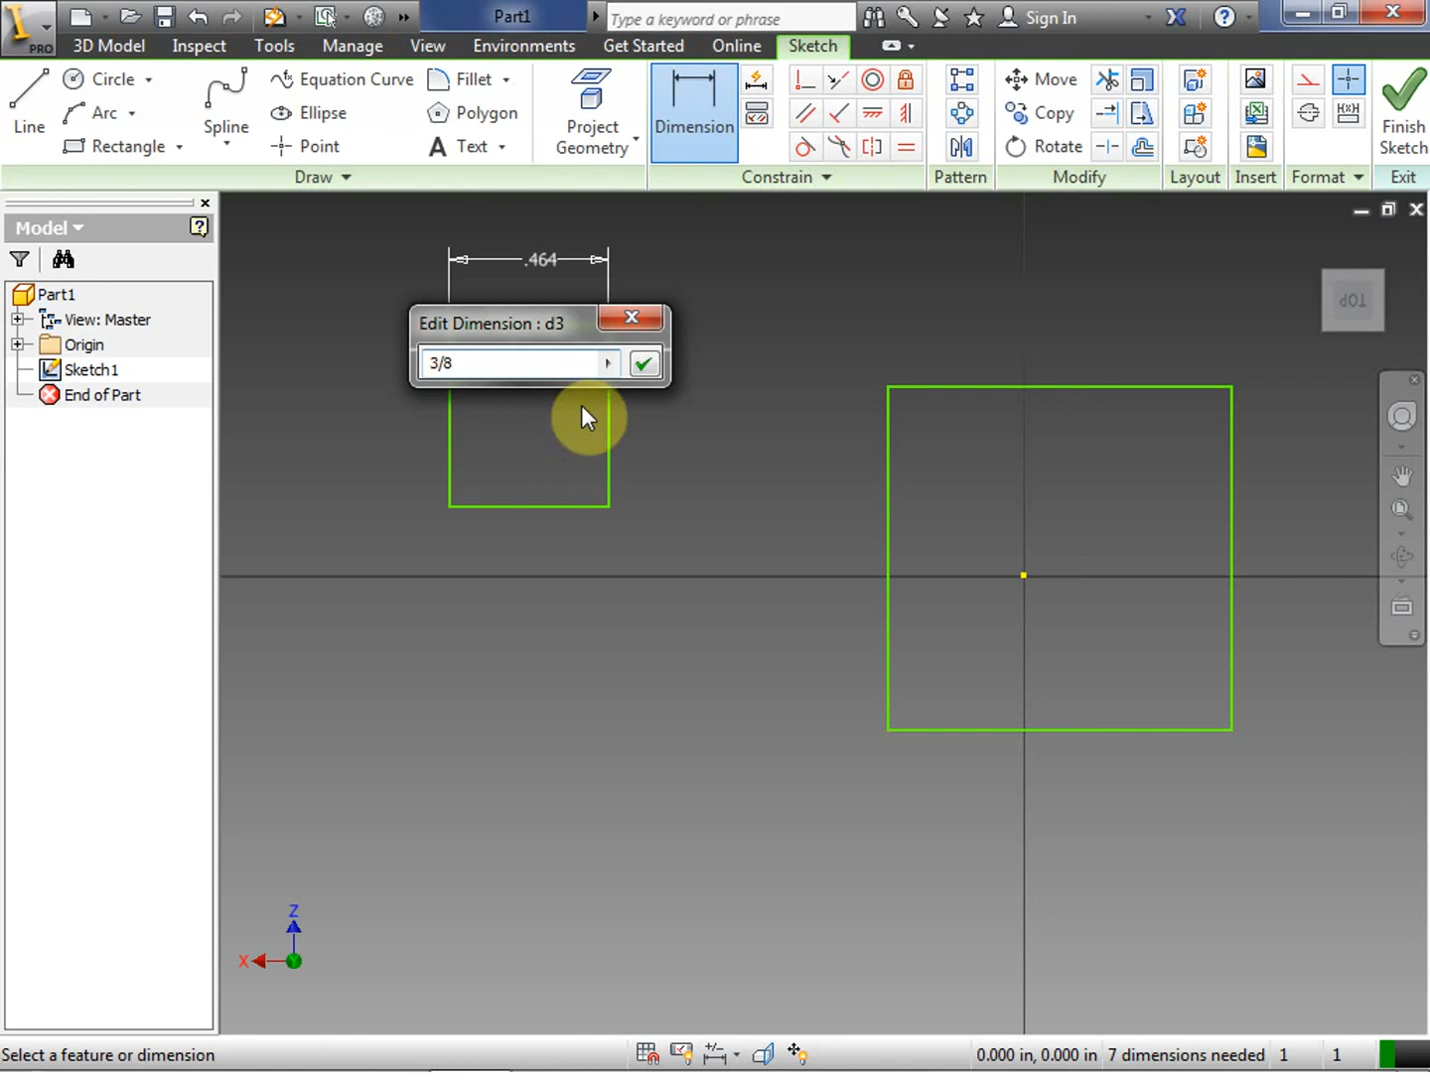 Part1
Type a keyword or phrase
Sign In
PRO
3D Model
Inspect
Tools
Manage
View
Environments
Get Started
Online
Sketch
Line
Circle
Arc
Rectangle
Spline
Equation Curve
Ellipse
Point
Fillet
Polygon
A Text
Project
Geometry
Dimension
Move
Copy
Rotate
Finish
Sketch
Draw
Constrain
Pattern
Modify
Layout
Insert
Format
Exit
Model
Part1
View: Master
Origin
Sketch1
End of Part
.464
Edit Dimension : d3
3/8
TOP
Z
X
Select a feature or dimension
0.000 in, 0.000 in
7 dimensions needed
1
1